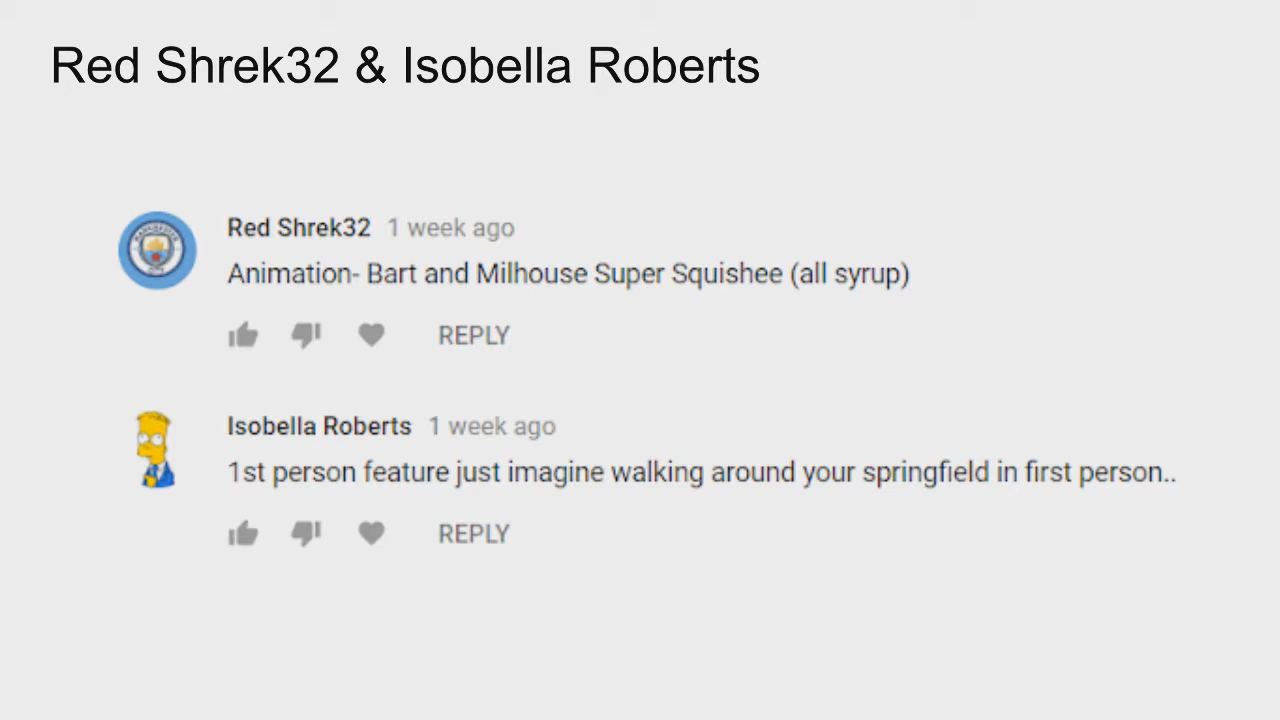 Red Shrek32 & Isobella Roberts
Red Shrek32 1 week ago
Animation- Bart and Milhouse Super Squishee (all syrup)
REPLY
Isobella Roberts 1 week ago
1st person feature just imagine walking around your springfield in first person..
REPLY